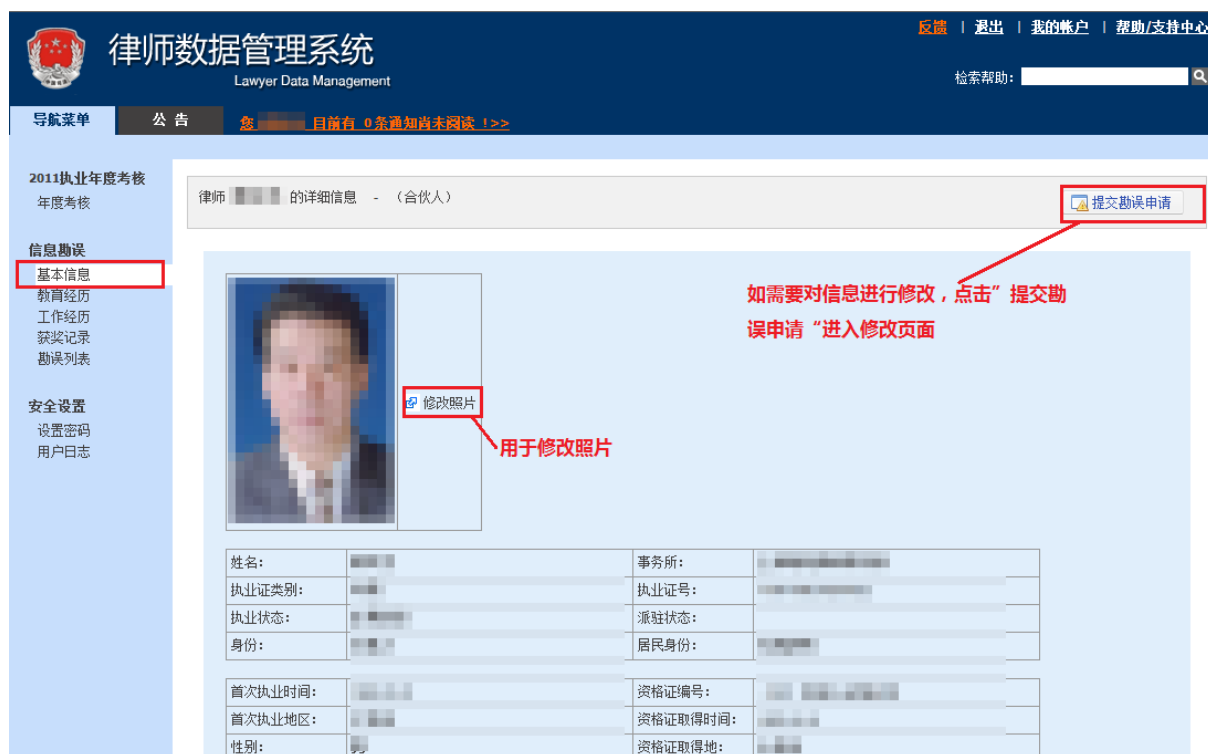 反馈 | 退出 | 我的帐户 | 帮助/支持中心
律师数据管理系统
Lawyer Data Management
检索帮助：
导航菜单 公 告 您 目前有 0条通知尚未阅读 !>>
2011执业年度考核
年度考核
信息勘误
基本信息
教育经历
工作经历
获奖记录
勘误列表
安全设置
设置密码
用户日志
律师 的详细信息 - （合伙人）
提交勘误申请
如需要对信息进行修改，点击”提交勘
误申请“进入修改页面
修改照片
用于修改照片
姓名： 事务所：
执业证类别： 执业证号：
执业状态： 派驻状态：
身份： 居民身份：
首次执业时间： 资格证编号：
首次执业地区： 资格证取得时间：
性别： 资格证取得地：